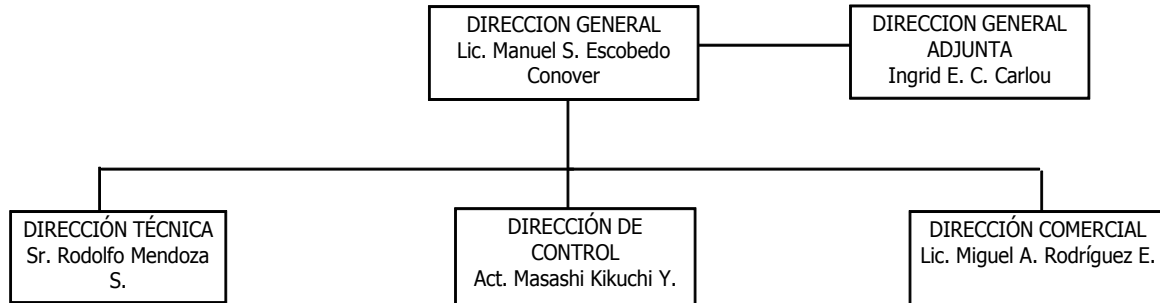 DIRECCION GENERAL
Lic. Manuel S. Escobedo
Conover
DIRECCION GENERAL
ADJUNTA
Ingrid E. C. Carlou
DIRECCIÓN TÉCNICA
Sr. Rodolfo Mendoza
S.
DIRECCIÓN DE
CONTROL
Act. Masashi Kikuchi Y.
DIRECCIÓN COMERCIAL
Lic. Miguel A. Rodríguez E.